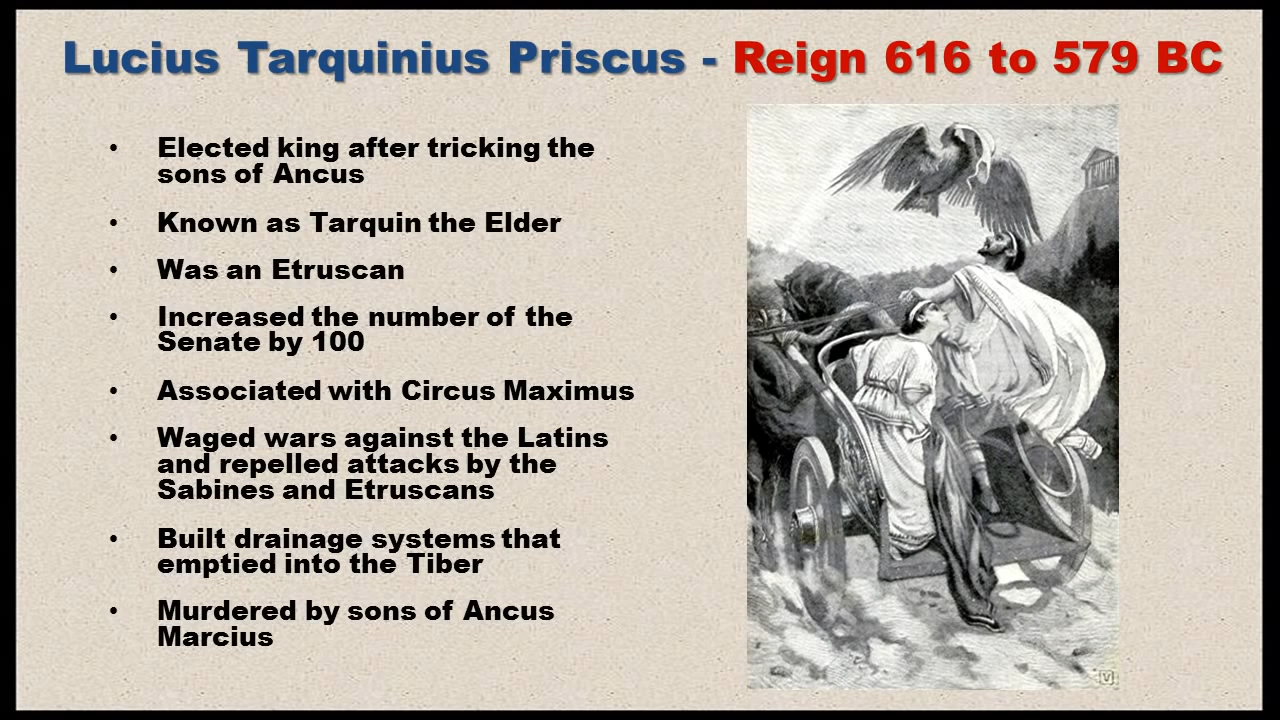 Lucius Tarquinius Priscus - Reign 616 to 579 BC
• Elected king after tricking the
sons of Ancus
• Known as Tarquin the Elder
• Was an Etruscan
• Increased the number of the
Senate by 100
• Associated with Circus Maximus
• Waged wars against the Latins
and repelled attacks by the
Sabines and Etruscans
• Built drainage systems that
emptied into the Tiber
• Murdered by sons of Ancus
Marcius
V